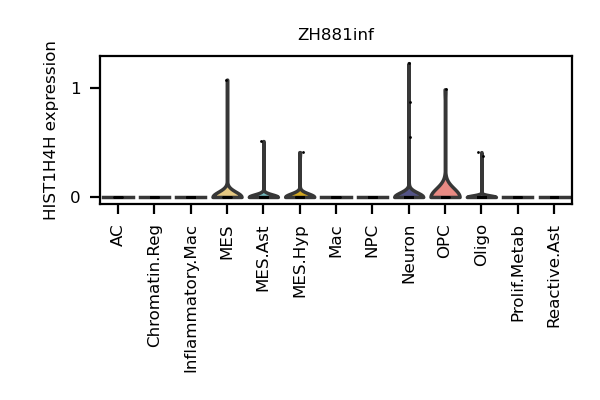 ZH881inf
HIST1H4H expression
1
0
AC
Chromatin.Reg
Inflammatory.Mac
MES
MES.Ast
MES.Hyp
Mac
NPC
Neuron
OPC
Oligo
Prolif.Metab
Reactive.Ast